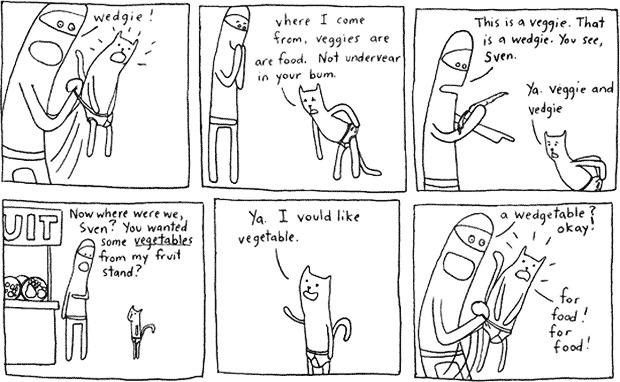 wedgie!
vhere I come
from, veggies are
are food. Not undervear
in your bum.
This is a veggie. That
is a wedgie. You see,
Sven.
Ya. veggie and
vedgie
UIT
Now where were we,
Sven? You wanted
some vegetables
from my fruit
stand?
Ya. I vould like
vegetable.
a wedgetable?
okay!
for
food!
for
food!